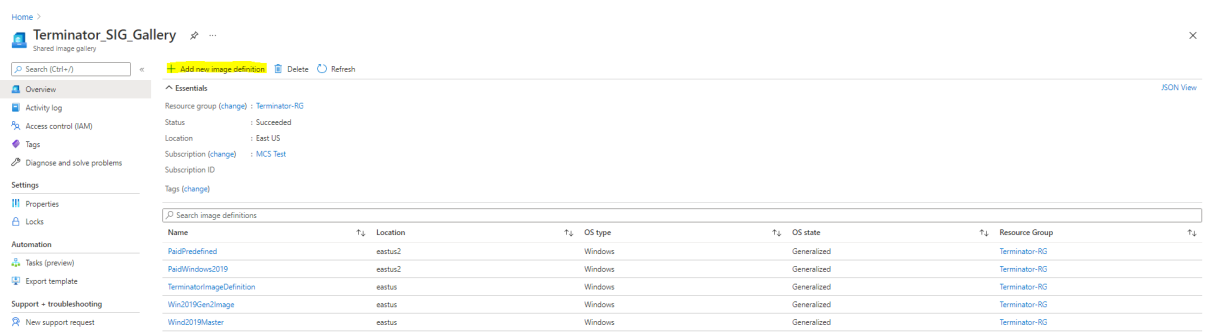 Home >
Terminator_SIG_Gallery ...
Shared image gallery
Search (Ctrl+/) «
Overview
Activity log
Access control (IAM)
Tags
Diagnose and solve problems
Settings
Properties
Locks
Automation
Tasks (preview)
Export template
Support + troubleshooting
New support request
+ Add new image definition Delete Refresh
Essentials JSON View
Resource group (change) : Terminator-RG
Status : Succeeded
Location : East US
Subscription (change) : MCS Test
Subscription ID
Tags (change)
Search image definitions
Name ↑↓ Location ↑↓ OS type ↑↓ OS state ↑↓ Resource Group ↑↓
PaidPredefined eastus2 Windows Generalized Terminator-RG
PaidWindows2019 eastus2 Windows Generalized Terminator-RG
TerminatorImageDefinition eastus Windows Generalized Terminator-RG
Win2019Gen2Image eastus Windows Generalized Terminator-RG
Wind2019Master eastus Windows Generalized Terminator-RG